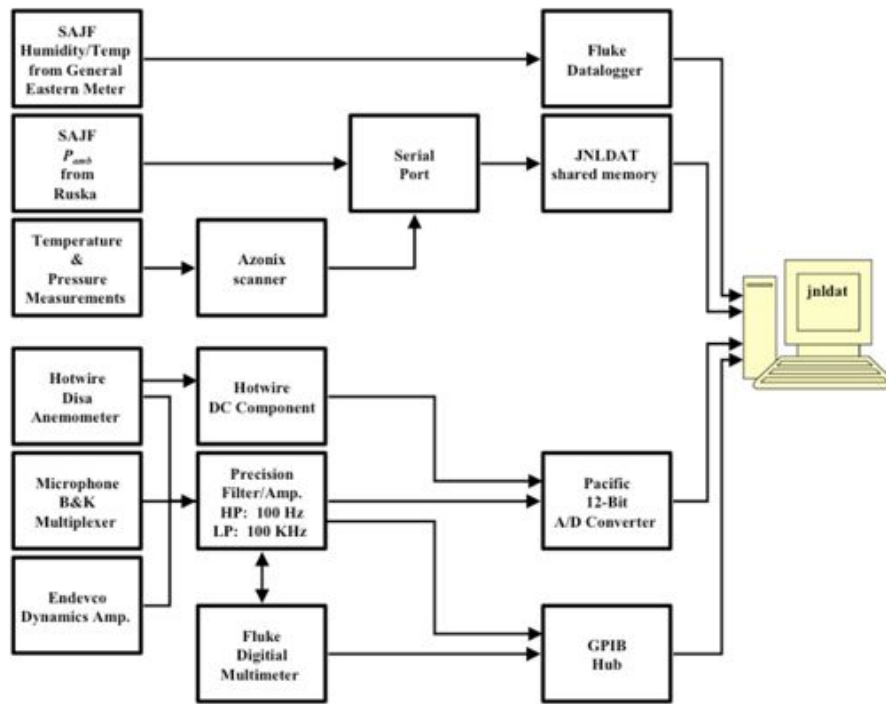 SAJF
Humidity/Temp
from General
Eastern Meter
Fluke
Datalogger
SAJF
Pamb
from
Ruska
Serial
Port
JNLDAT
shared memory
Temperature
&
Pressure
Measurements
Azonix
scanner
jnldat
Hotwire
Disa
Anemometer
Hotwire
DC Component
Microphone
B&K
Multiplexer
Precision
Filter/Amp.
HP: 100 Hz
LP: 100 KHz
Pacific
12-Bit
A/D Converter
Endevco
Dynamics Amp.
Fluke
Digitial
Multimeter
GPIB
Hub